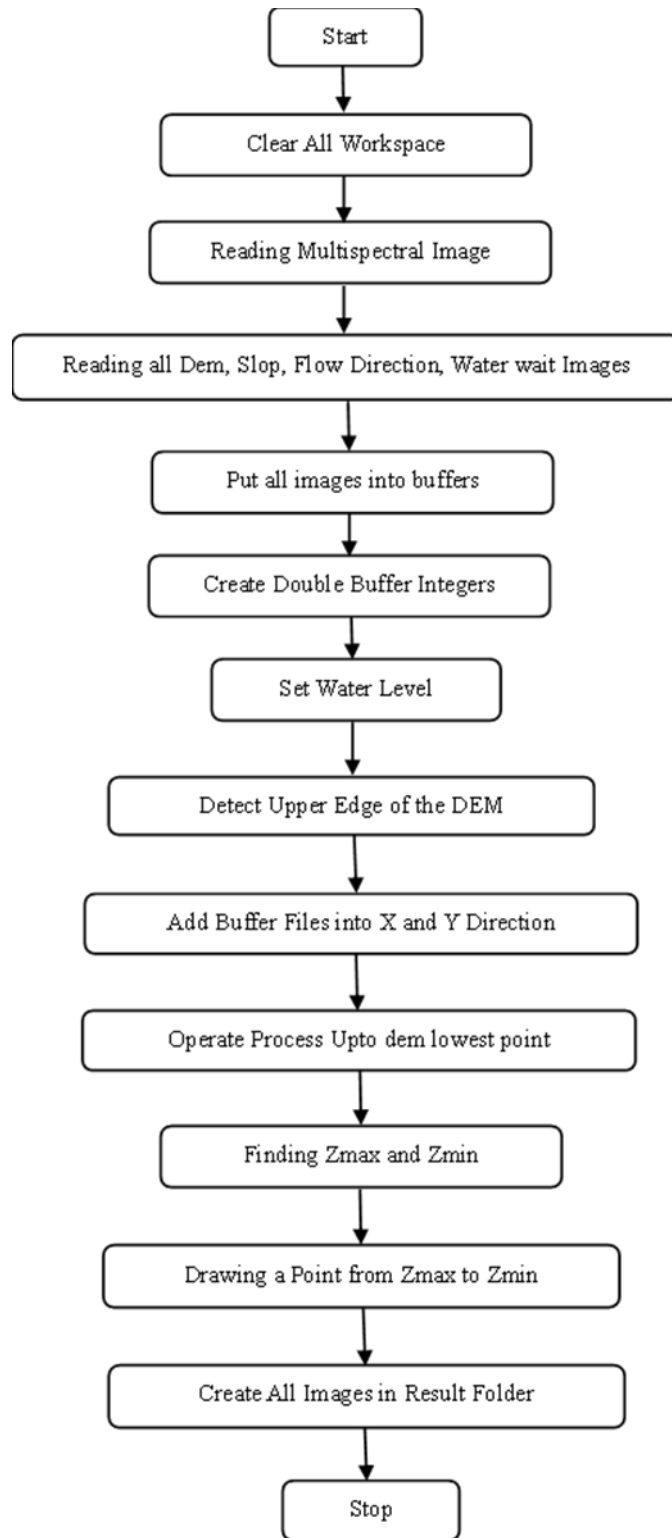 Start
Clear All Workspace
Reading Multispectral Image
Reading all Dem, Slop, Flow Direction, Water wait Images
Put all images into buffers
Create Double Buffer Integers
Set Water Level
Detect Upper Edge of the DEM
Add Buffer Files into X and Y Direction
Operate Process Upto dem lowest point
Finding Zmax and Zmin
Drawing a Point from Zmax to Zmin
Create All Images in Result Folder
Stop